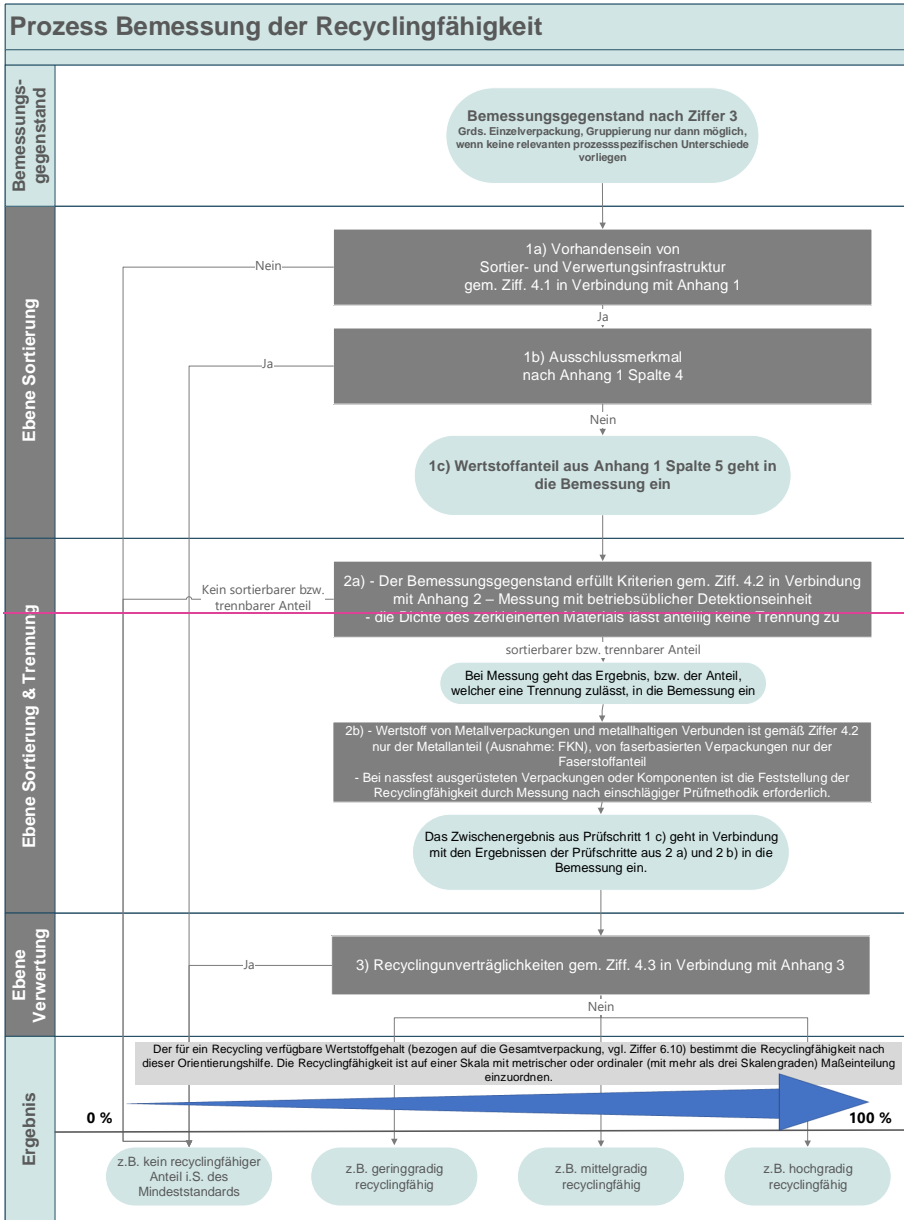 Prozess Bemessung der Recyclingfähigkeit
Bemessungs-
gegenstand
Bemessungsgegenstand nach Ziffer 3
Grds. Einzelverpackung, Gruppierung nur dann möglich,
wenn keine relevanten prozessspezifischen Unterschiede
vorliegen
Ebene Sortierung
1a) Vorhandensein von
Sortier- und Verwertungsinfrastruktur
gem. Ziff. 4.1 in Verbindung mit Anhang 1
Nein
Ja
1b) Ausschlussmerkmal
nach Anhang 1 Spalte 4
Ja
Nein
1c) Wertstoffanteil aus Anhang 1 Spalte 5 geht in
die Bemessung ein
Ebene Sortierung & Trennung
Kein sortierbarer bzw.
trennbarer Anteil
2a) - Der Bemessungsgegenstand erfüllt Kriterien gem. Ziff. 4.2 in Verbindung
mit Anhang 2 – Messung mit betriebsüblicher Detektionseinheit
- die Dichte des zerkleinerten Materials lässt anteilig keine Trennung zu
sortierbarer bzw. trennbarer Anteil
Bei Messung geht das Ergebnis, bzw. der Anteil,
welcher eine Trennung zulässt, in die Bemessung ein
2b) - Wertstoff von Metallverpackungen und metallhaltigen Verbunden ist gemäß Ziffer 4.2
nur der Metallanteil (Ausnahme: FKN), von faserbasierten Verpackungen nur der
Faserstoffanteil
- Bei nassfest ausgerüsteten Verpackungen oder Komponenten ist die Feststellung der
Recyclingfähigkeit durch Messung nach einschlägiger Prüfmethodik erforderlich.
Das Zwischenergebnis aus Prüfschritt 1 c) geht in Verbindung
mit den Ergebnissen der Prüfschritte aus 2 a) und 2 b) in die
Bemessung ein.
Ebene
Verwertung
3) Recyclingunverträglichkeiten gem. Ziff. 4.3 in Verbindung mit Anhang 3
Ja
Nein
Ergebnis
Der für ein Recycling verfügbare Wertstoffgehalt (bezogen auf die Gesamtverpackung, vgl. Ziffer 6.10) bestimmt die Recyclingfähigkeit nach
dieser Orientierungshilfe. Die Recyclingfähigkeit ist auf einer Skala mit metrischer oder ordinaler (mit mehr als drei Skalengraden) Maßeinteilung
einzuordnen.
0 %
100 %
z.B. kein recyclingfähiger
Anteil i.S. des
Mindeststandards
z.B. geringgradig
recyclingfähig
z.B. mittelgradig
recyclingfähig
z.B. hochgradig
recyclingfähig